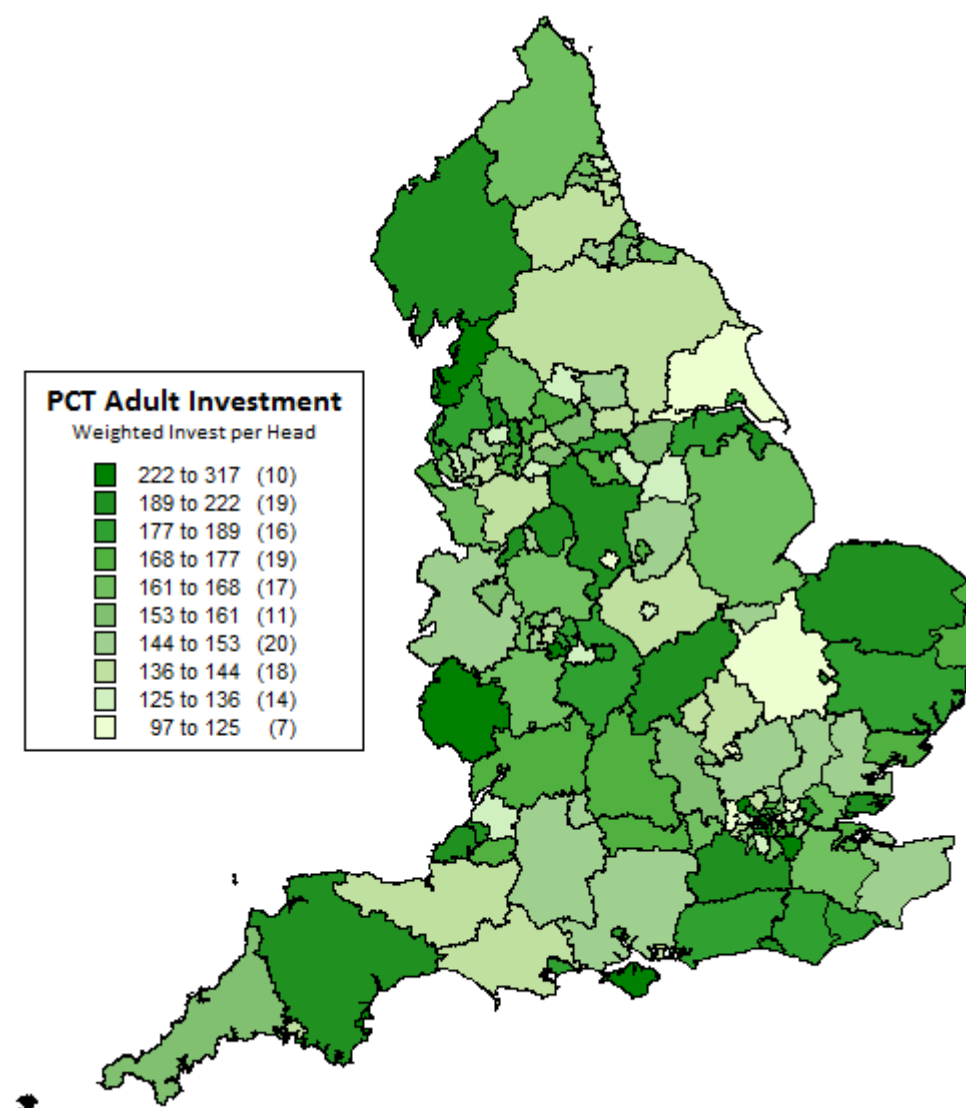 PCT Adult Investment
Weighted Invest per Head
222 to 317 (10)
189 to 222 (19)
177 to 189 (16)
168 to 177 (19)
161 to 168 (17)
153 to 161 (11)
144 to 153 (20)
136 to 144 (18)
125 to 136 (14)
97 to 125 (7)